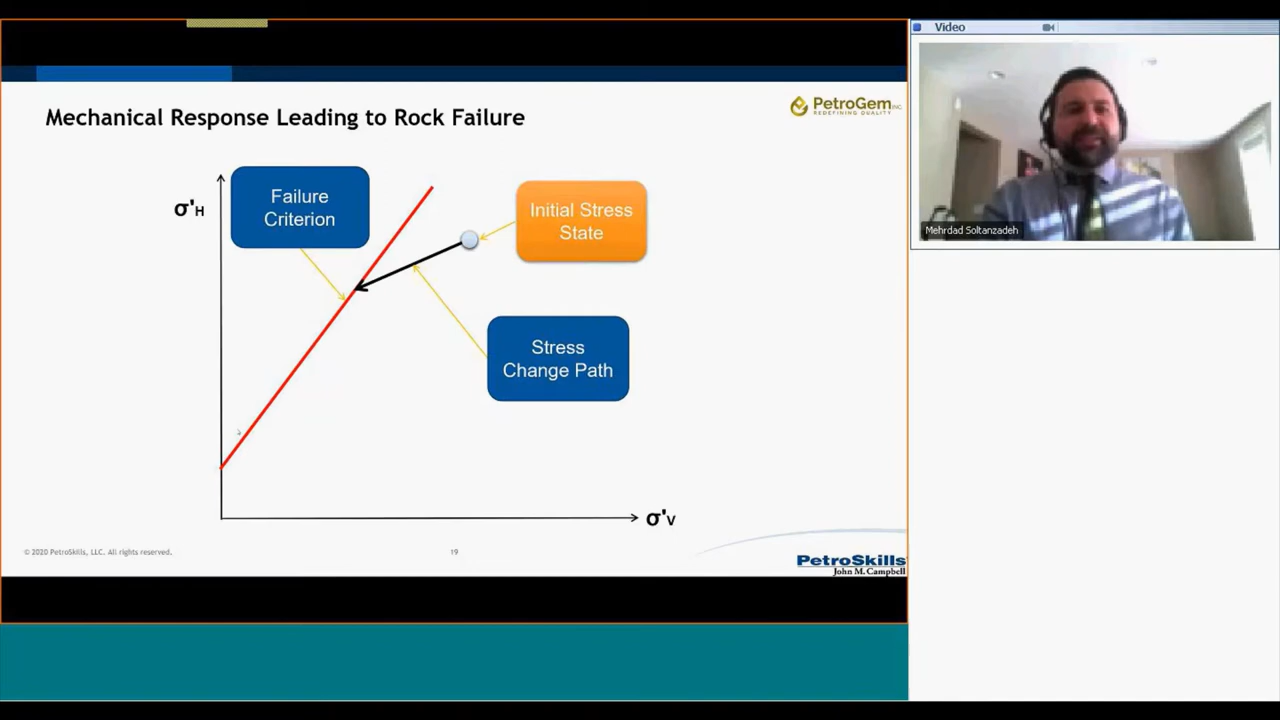 Video
Mechanical Response Leading to Rock Failure
PetroGem INC
REDEFINING QUALITY
σ'H
Failure
Criterion
Initial Stress
State
Stress
Change Path
σ'V
Mehrdad Soltanzadeh
© 2020 PetroSkills, LLC. All rights reserved.
19
PetroSkills
John M. Campbell